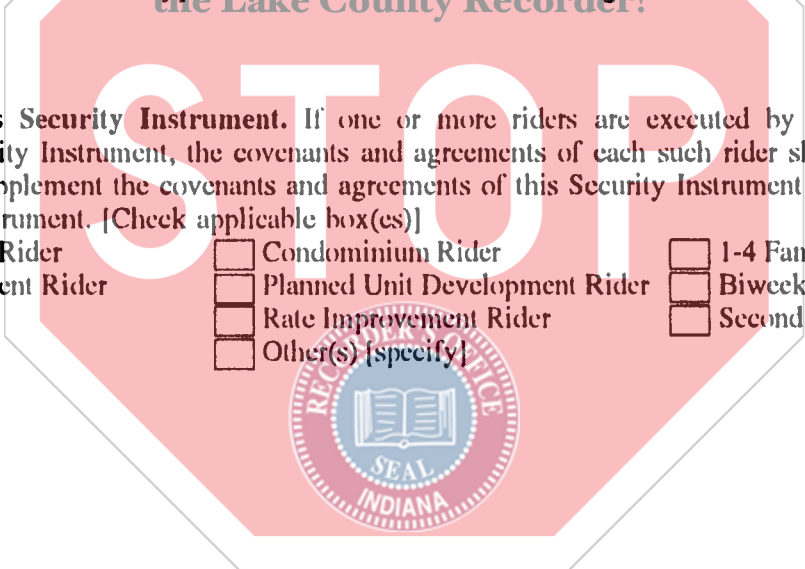 the Lake County Recorder!
STOP
Security Instrument. If one or more riders are executed by
ity Instrument, the covenants and agreements of each such rider sl
plement the covenants and agreements of this Security Instrument
rument. [Check applicable box(es)]
Rider Condominium Rider 1-4 Fam
ent Rider Planned Unit Development Rider Biweek
Rate Improvement Rider Second
Other(s) [specify]
RECORDER'S OFFICE
SEAL
INDIANA